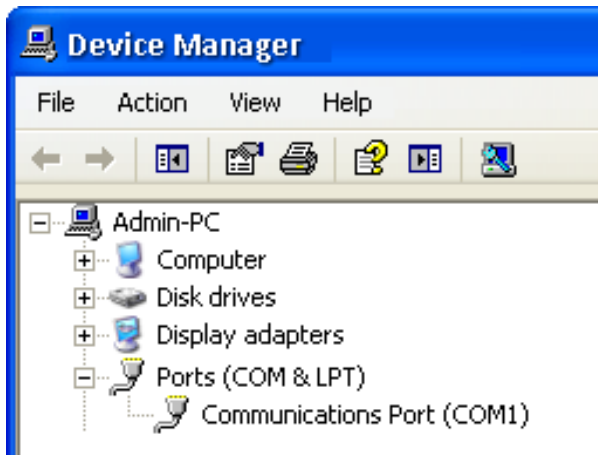 Device Manager
File Action View Help
Admin-PC
Computer
Disk drives
Display adapters
Ports (COM & LPT)
Communications Port (COM1)